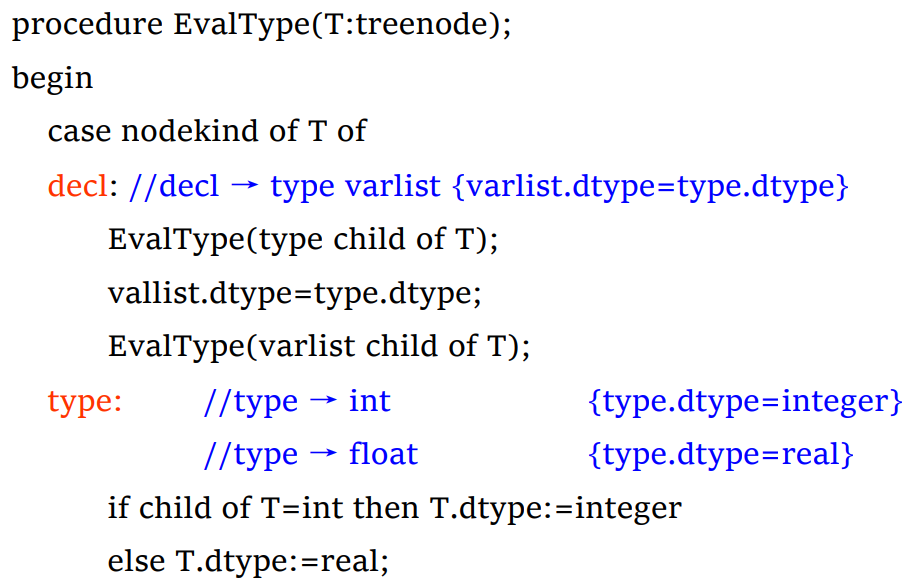 procedure EvalType(T:treenode);
begin
case nodekind of T of
decl: //decl → type varlist {varlist.dtype=type.dtype}
EvalType(type child of T);
vallist.dtype=type.dtype;
EvalType(varlist child of T);
type: //type → int {type.dtype=integer}
//type → float {type.dtype=real}
if child of T=int then T.dtype:=integer
else T.dtype:=real;